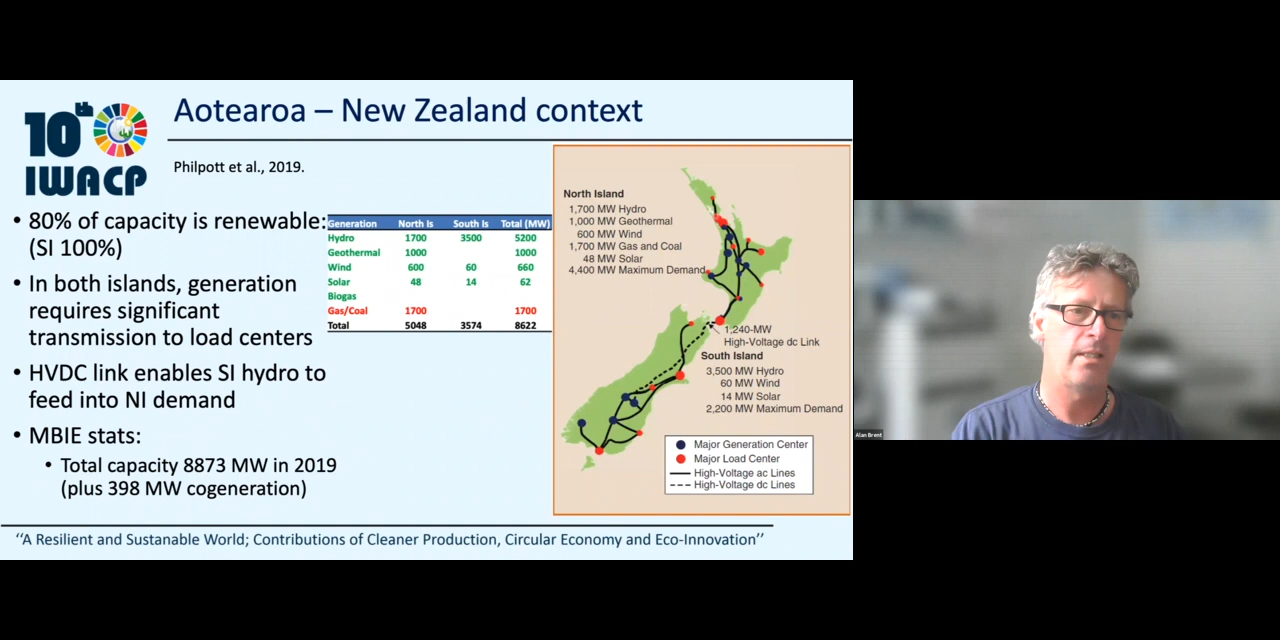 10th
IWACP
Aotearoa – New Zealand context
Philpott et al., 2019.
• 80% of capacity is renewable:
(SI 100%)
• In both islands, generation
requires significant
transmission to load centers
• HVDC link enables SI hydro to
feed into NI demand
• MBIE stats:
• Total capacity 8873 MW in 2019
(plus 398 MW cogeneration)
Generation North Is South Is Total (MW)
Hydro 1700 3500 5200
Geothermal 1000 1000
Wind 600 60 660
Solar 48 14 62
Biogas
Gas/Coal 1700 1700
Total 5048 3574 8622
North Island
1,700 MW Hydro
1,000 MW Geothermal
600 MW Wind
1,700 MW Gas and Coal
48 MW Solar
4,400 MW Maximum Demand
1,240-MW
High-Voltage dc Link
South Island
3,500 MW Hydro
60 MW Wind
14 MW Solar
2,200 MW Maximum Demand
Major Generation Center
Major Load Center
High-Voltage ac Lines
High-Voltage dc Lines
“A Resilient and Sustanable World; Contributions of Cleaner Production, Circular Economy and Eco-Innovation”
Alan Brent